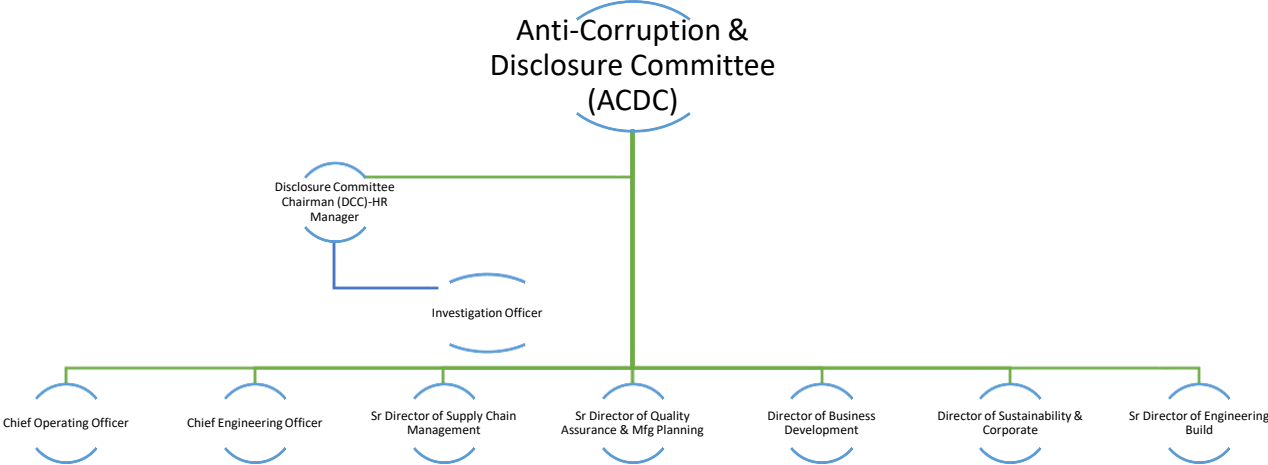 Anti-Corruption &
Disclosure Committee
(ACDC)
Disclosure Committee
Chairman (DCC)-HR
Manager
Investigation Officer
Chief Operating Officer
Chief Engineering Officer
Sr Director of Supply Chain
Management
Sr Director of Quality
Assurance & Mfg Planning
Director of Business
Development
Director of Sustainability &
Corporate
Sr Director of Engineering
Build